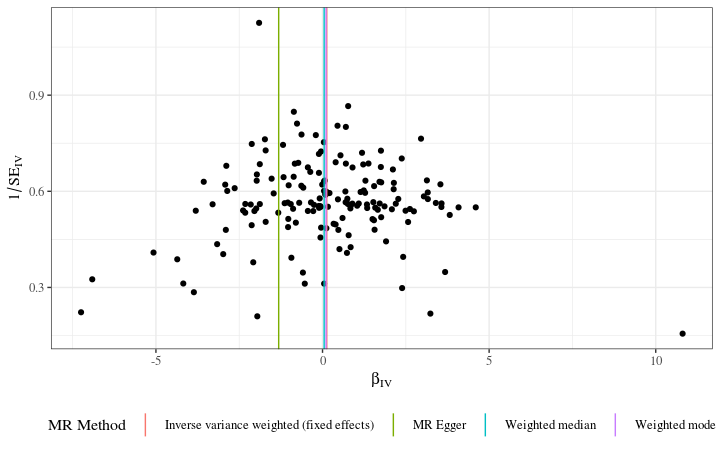 1/SE_IV
0.9
0.6
0.3
-5
0
5
10
β_IV
MR Method
Inverse variance weighted (fixed effects)
MR Egger
Weighted median
Weighted mode